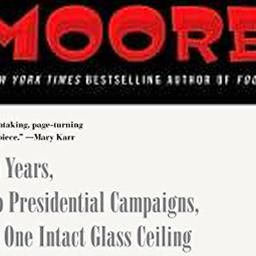 MOORE
NEW YORK TIMES BESTSELLING AUTHOR OF
taking, page-turning
piece." —Mary Karr
Years,
Presidential Campaigns,
One Intact Glass Ceiling